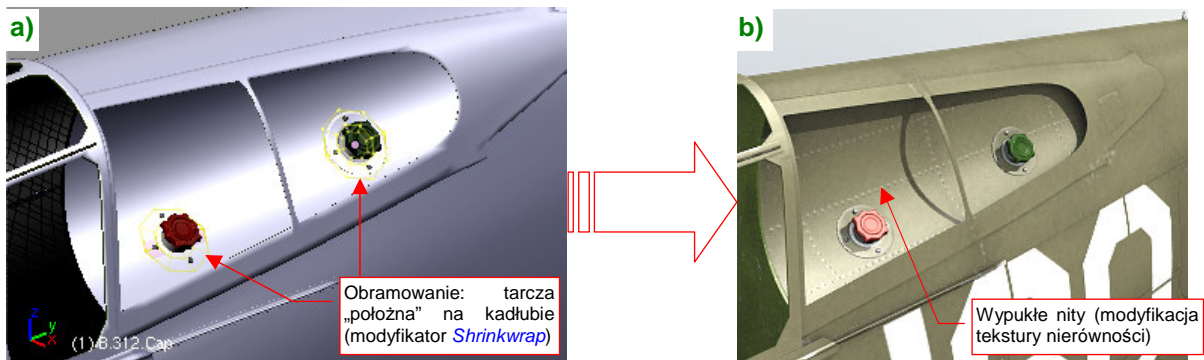 a)
b)
Obramowanie: tarcza
„położna” na kadłubie
(modyfikator Shrinkwrap)
Wypukłe nity (modyfikacja
tekstury nierówności)
z
y
x
(1) B.312.Cap